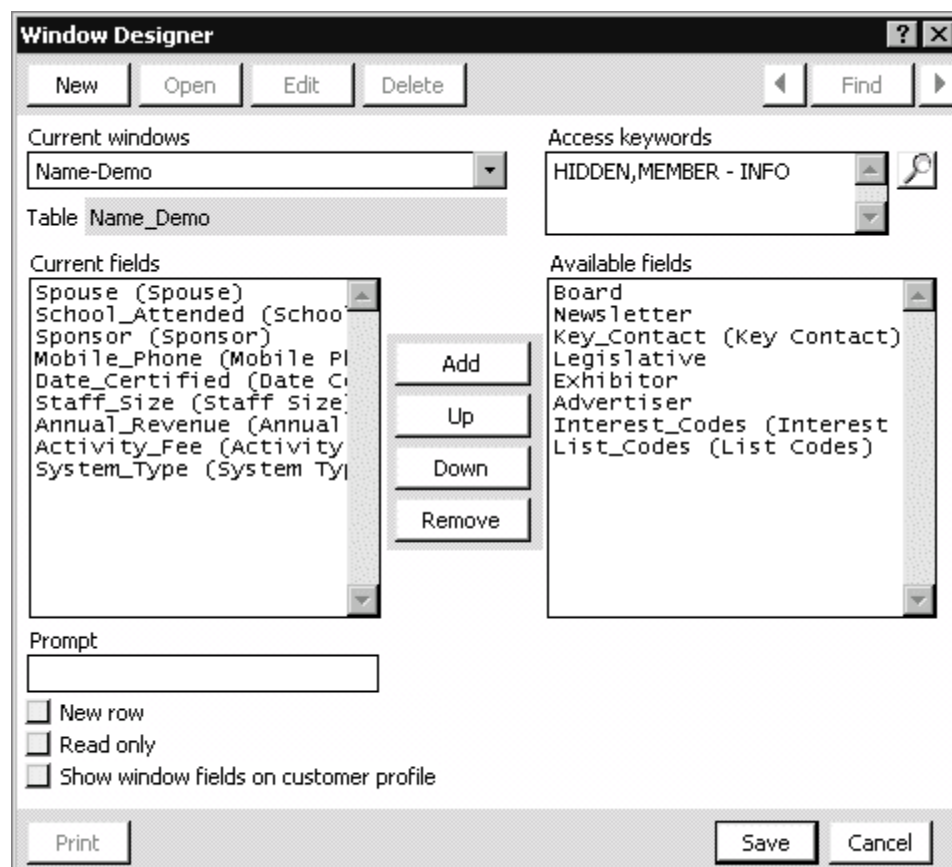 Window Designer
?
New
Open
Edit
Delete
Find
Current windows
Name-Demo
Table Name_Demo
Access keywords
HIDDEN,MEMBER - INFO
Current fields
Spouse (Spouse)
School_Attended (School
Sponsor (Sponsor)
Mobile_Phone (Mobile Ph
Date_Certified (Date Ce
Staff_Size (Staff Size)
Annual_Revenue (Annual
Activity_Fee (Activity
System_Type (System Typ
Add
Up
Down
Remove
Available fields
Board
Newsletter
Key_Contact (Key Contact)
Legislative
Exhibitor
Advertiser
Interest_Codes (Interest
List_Codes (List Codes)
Prompt
New row
Read only
Show window fields on customer profile
Print
Save
Cancel